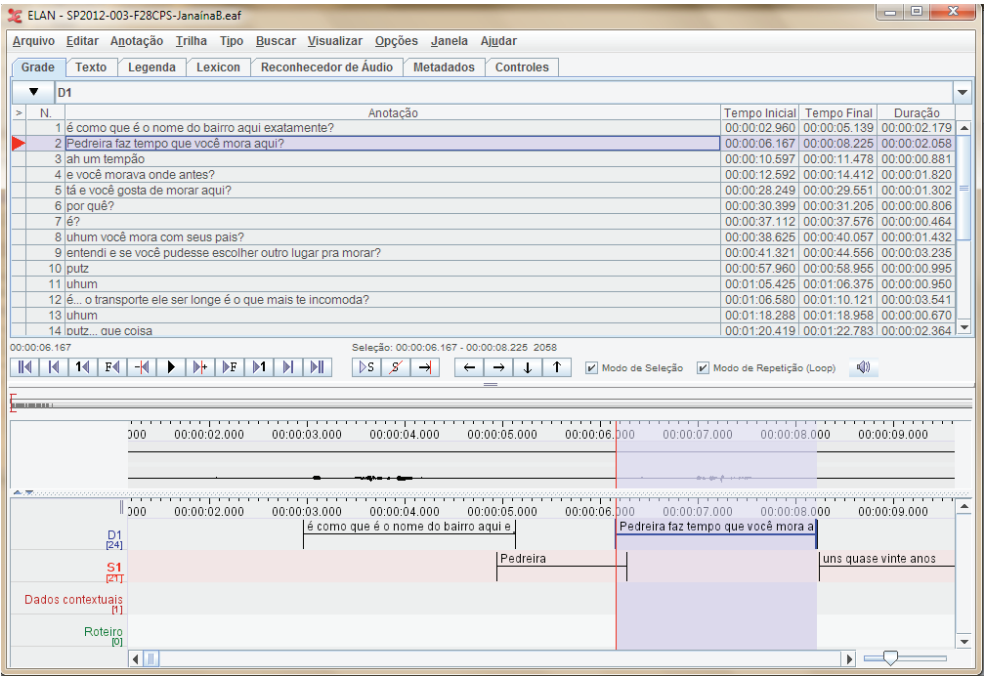 ELAN - SP2012-003-F28CPS-JanaínaB.eaf
Arquivo Editar Anotação Trilha Tipo Buscar Visualizar Opções Janela Ajudar
Grade Texto Legenda Lexicon Reconhecedor de Áudio Metadados Controles
D1
> N. Anotação Tempo Inicial Tempo Final Duração
1 é como que é o nome do bairro aqui exatamente? 00:00:02.960 00:00:05.139 00:00:02.179
2 Pedreira faz tempo que você mora aqui? 00:00:06.167 00:00:08.225 00:00:02.058
3 ah um tempão 00:00:10.597 00:00:11.478 00:00:00.881
4 e você morava onde antes? 00:00:12.592 00:00:14.412 00:00:01.820
5 tá e você gosta de morar aqui? 00:00:28.249 00:00:29.551 00:00:01.302
6 por quê? 00:00:30.399 00:00:31.205 00:00:00.806
7 é? 00:00:37.112 00:00:37.576 00:00:00.464
8 uhum você mora com seus pais? 00:00:38.625 00:00:40.057 00:00:01.432
9 entendi e se você pudesse escolher outro lugar pra morar? 00:00:41.321 00:00:44.556 00:00:03.235
10 putz 00:00:57.960 00:00:58.955 00:00:00.995
11 uhum 00:01:05.425 00:01:06.375 00:00:00.950
12 é... o transporte ele ser longe é o que mais te incomoda? 00:01:06.580 00:01:10.121 00:00:03.541
13 uhum 00:01:18.288 00:01:18.958 00:00:00.670
14 putz... que coisa 00:01:20.419 00:01:22.783 00:00:02.364
00:00:06.167 Seleção: 00:00:06.167 - 00:00:08.225 2058
1 F F 1 S S Modo de Seleção Modo de Repetição (Loop)
000 00:00:02.000 00:00:03.000 00:00:04.000 00:00:05.000 00:00:06.000 00:00:07.000 00:00:08.000 00:00:09.000
000 00:00:02.000 00:00:03.000 00:00:04.000 00:00:05.000 00:00:06.000 00:00:07.000 00:00:08.000 00:00:09.000
D1 é como que é o nome do bairro aqui e Pedreira faz tempo que você mora a
[24]
S1 Pedreira uns quase vinte anos
[21]
Dados contextuais
[1]
Roteiro
[0]